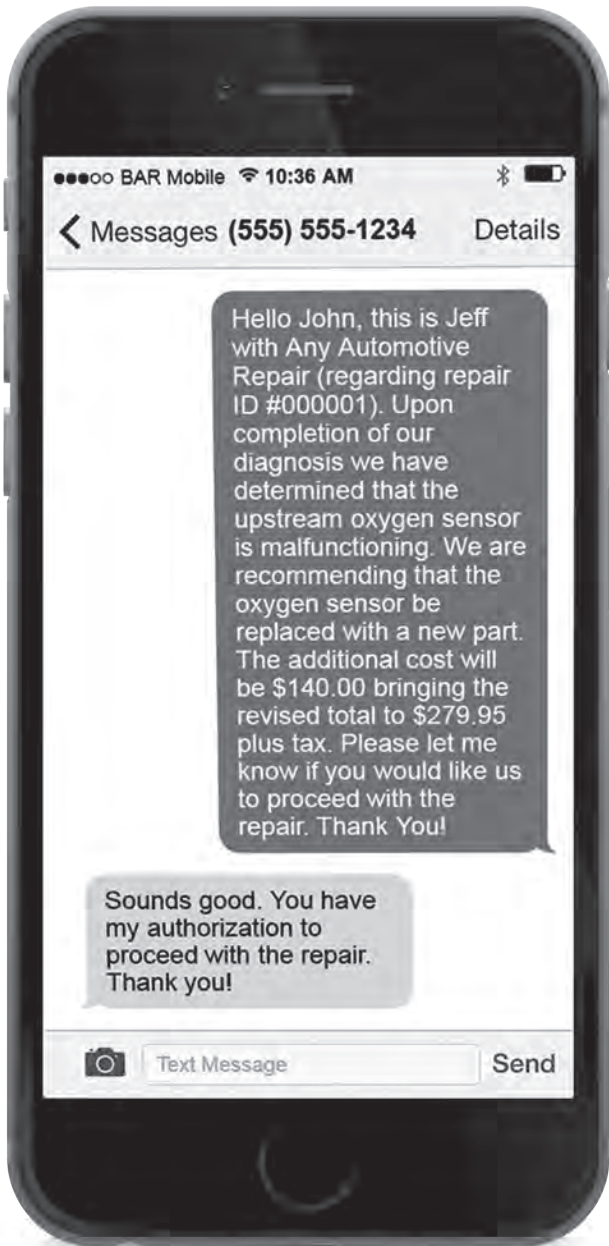 BAR Mobile 10:36 AM
Messages (555) 555-1234 Details
Hello John, this is Jeff
with Any Automotive
Repair (regarding repair
ID #000001). Upon
completion of our
diagnosis we have
determined that the
upstream oxygen sensor
is malfunctioning. We are
recommending that the
oxygen sensor be
replaced with a new part.
The additional cost will
be $140.00 bringing the
revised total to $279.95
plus tax. Please let me
know if you would like us
to proceed with the
repair. Thank You!
Sounds good. You have
my authorization to
proceed with the repair.
Thank you!
Text Message Send